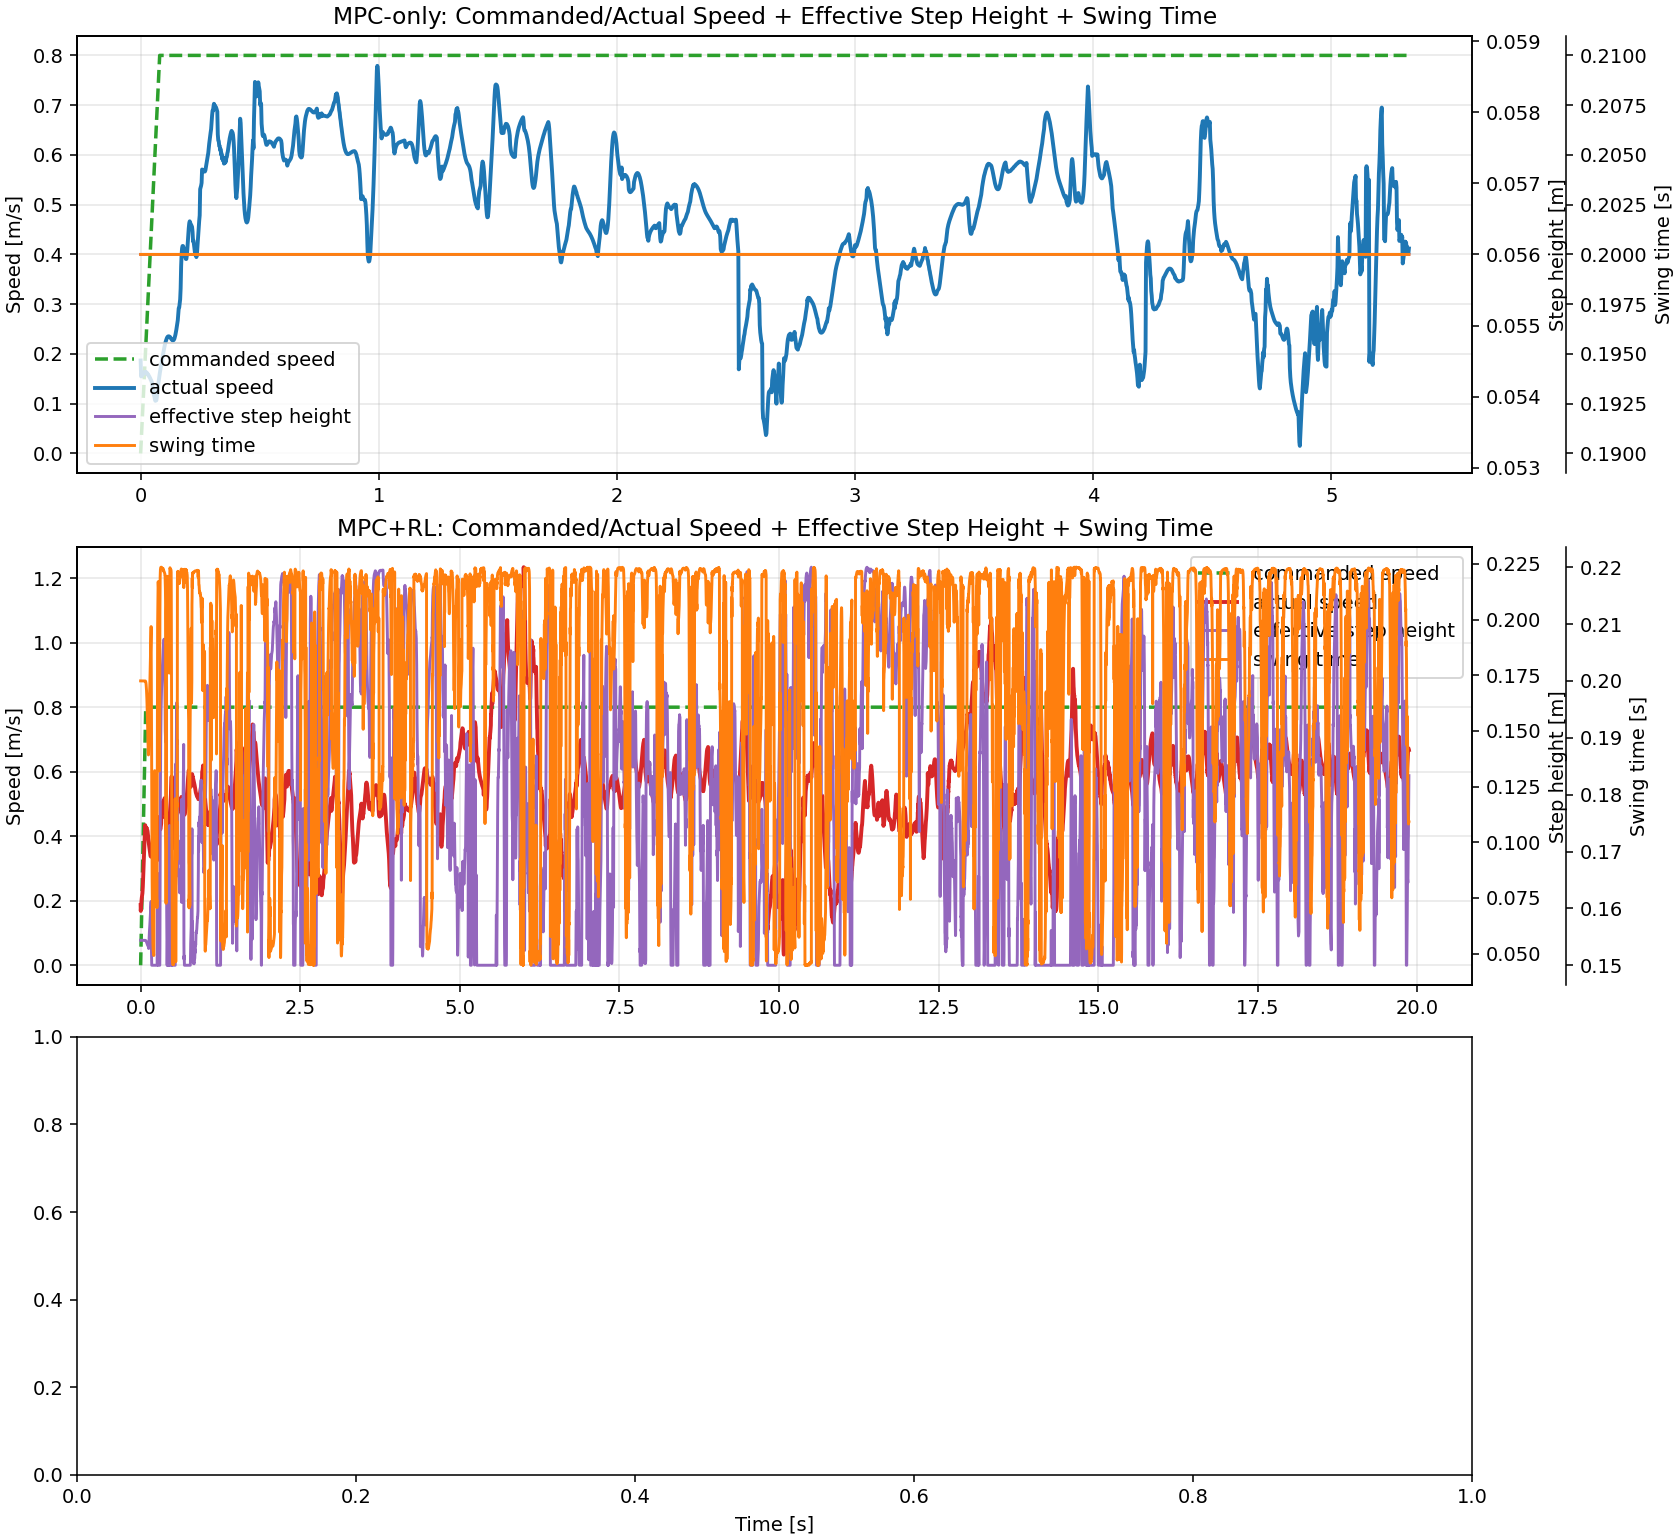 MPC-only: Commanded/Actual Speed + Effective Step Height + Swing Time
Speed [m/s]
0.8
0.7
0.6
0.5
0.4
0.3
0.2
0.1
0.0
commanded speed
actual speed
effective step height
swing time
0 1 2 3 4 5
0.059
0.058
0.057
0.056
0.055
0.054
0.053
Step height [m]
0.2100
0.2075
0.2050
0.2025
0.2000
0.1975
0.1950
0.1925
0.1900
Swing time [s]
MPC+RL: Commanded/Actual Speed + Effective Step Height + Swing Time
Speed [m/s]
1.2
1.0
0.8
0.6
0.4
0.2
0.0
commanded speed
actual speed
effective step height
swing time
0.0 2.5 5.0 7.5 10.0 12.5 15.0 17.5 20.0
0.225
0.200
0.175
0.150
0.125
0.100
0.075
0.050
Step height [m]
0.22
0.21
0.20
0.19
0.18
0.17
0.16
0.15
Swing time [s]
1.0
0.8
0.6
0.4
0.2
0.0
0.0 0.2 0.4 0.6 0.8 1.0
Time [s]